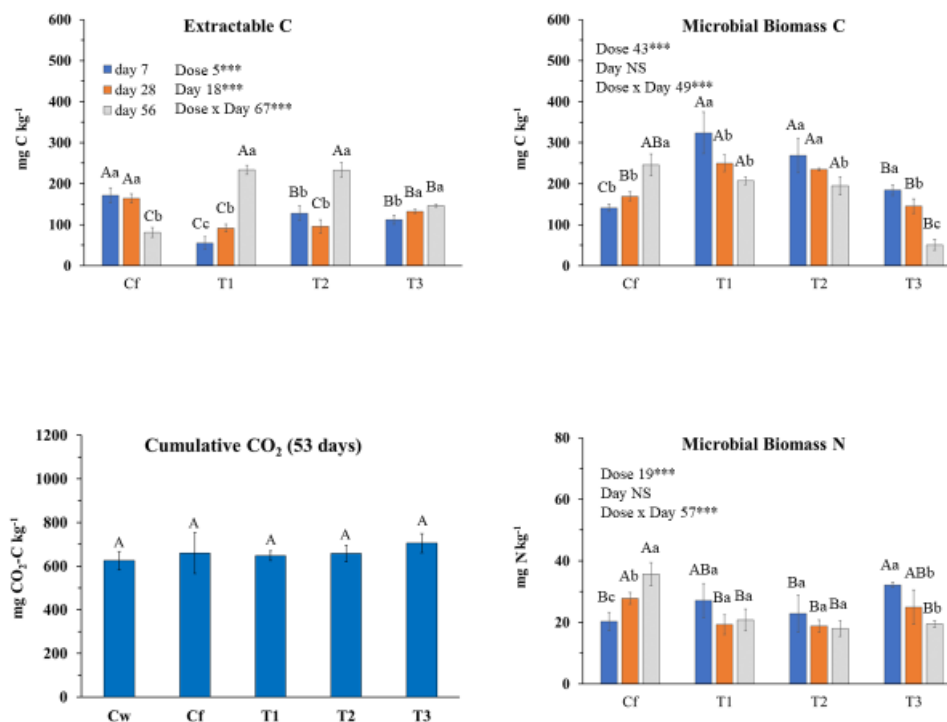 Extractable C
600
500
400
300
200
100
0
mg C kg⁻¹
day 7 Dose 5***
day 28 Day 18***
day 56 Dose x Day 67***
Aa Aa Cb
Cc Cb Aa
Bb Cb Aa
Bb Ba Ba
Cf T1 T2 T3
Microbial Biomass C
600
500
400
300
200
100
0
mg C kg⁻¹
Dose 43***
Day NS
Dose x Day 49***
Cb Bb ABa
Aa Ab Ab
Aa Aa Ab
Ba Bb Bc
Cf T1 T2 T3
Cumulative CO₂ (53 days)
1200
1000
800
600
400
200
0
mg CO₂-C kg⁻¹
A A A A A
Cw Cf T1 T2 T3
Microbial Biomass N
80
60
40
20
0
mg N kg⁻¹
Dose 19***
Day NS
Dose x Day 57***
Bc Ab Aa
ABa Ba Ba
Ba Ba Ba
Aa ABb Bb
Cf T1 T2 T3